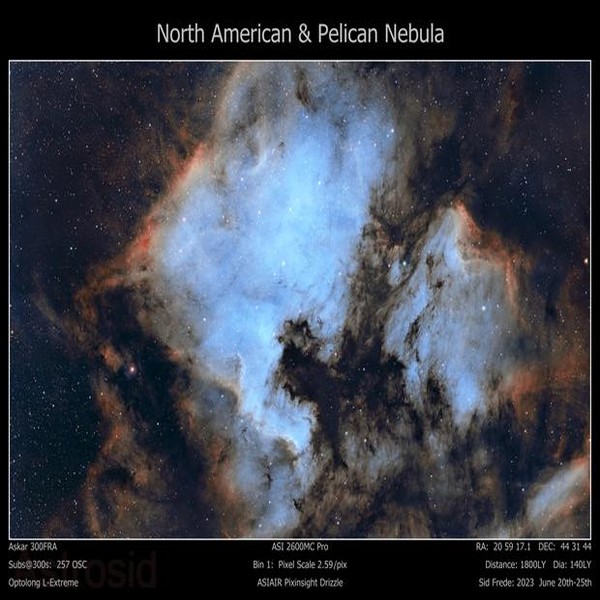 North American & Pelican Nebula
Askar 300FRA ASI 2600MC Pro RA: 20 59 17.1 DEC: 44 31 44
Subs@300s: 257 OSC Bin 1: Pixel Scale 2.59/pix Distance: 1800LY Dia: 140LY
Optolong L-Extreme ASIAIR Pixinsight Drizzle Sid Frede: 2023 June 20th-25th